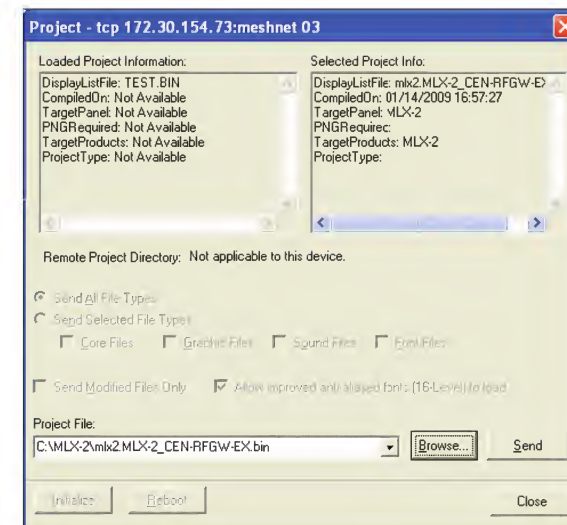 Project - tcp 172.30.154.73:meshnet 03
Loaded Project Information:
DisplayListFile: TEST.BIN
CompiledOn: Not Available
TargetPanel: Not Available
PNGRequired: Not Available
TargetProducts: Not Available
ProjectType: Not Available
Selected Project Info:
DisplayListFile: mlx2.MLX-2_CEN-RFGW-EX
CompiledOn: 01/14/2009 16:57:27
TargetPanel: MLX-2
PNGRequired:
TargetProducts: MLX-2
ProjectType:
Remote Project Directory: Not applicable to this device.
Send All File Types
Send Selected File Types
Core Files Graphic Files Sound Files Font Files
Send Modified Files Only Allow improved anti-aliased fonts (16-Level) to load
Project File:
C:\MLX-2\mlx2.MLX-2_CEN-RFGW-EX.bin Browse... Send
Initialize Reboot Close